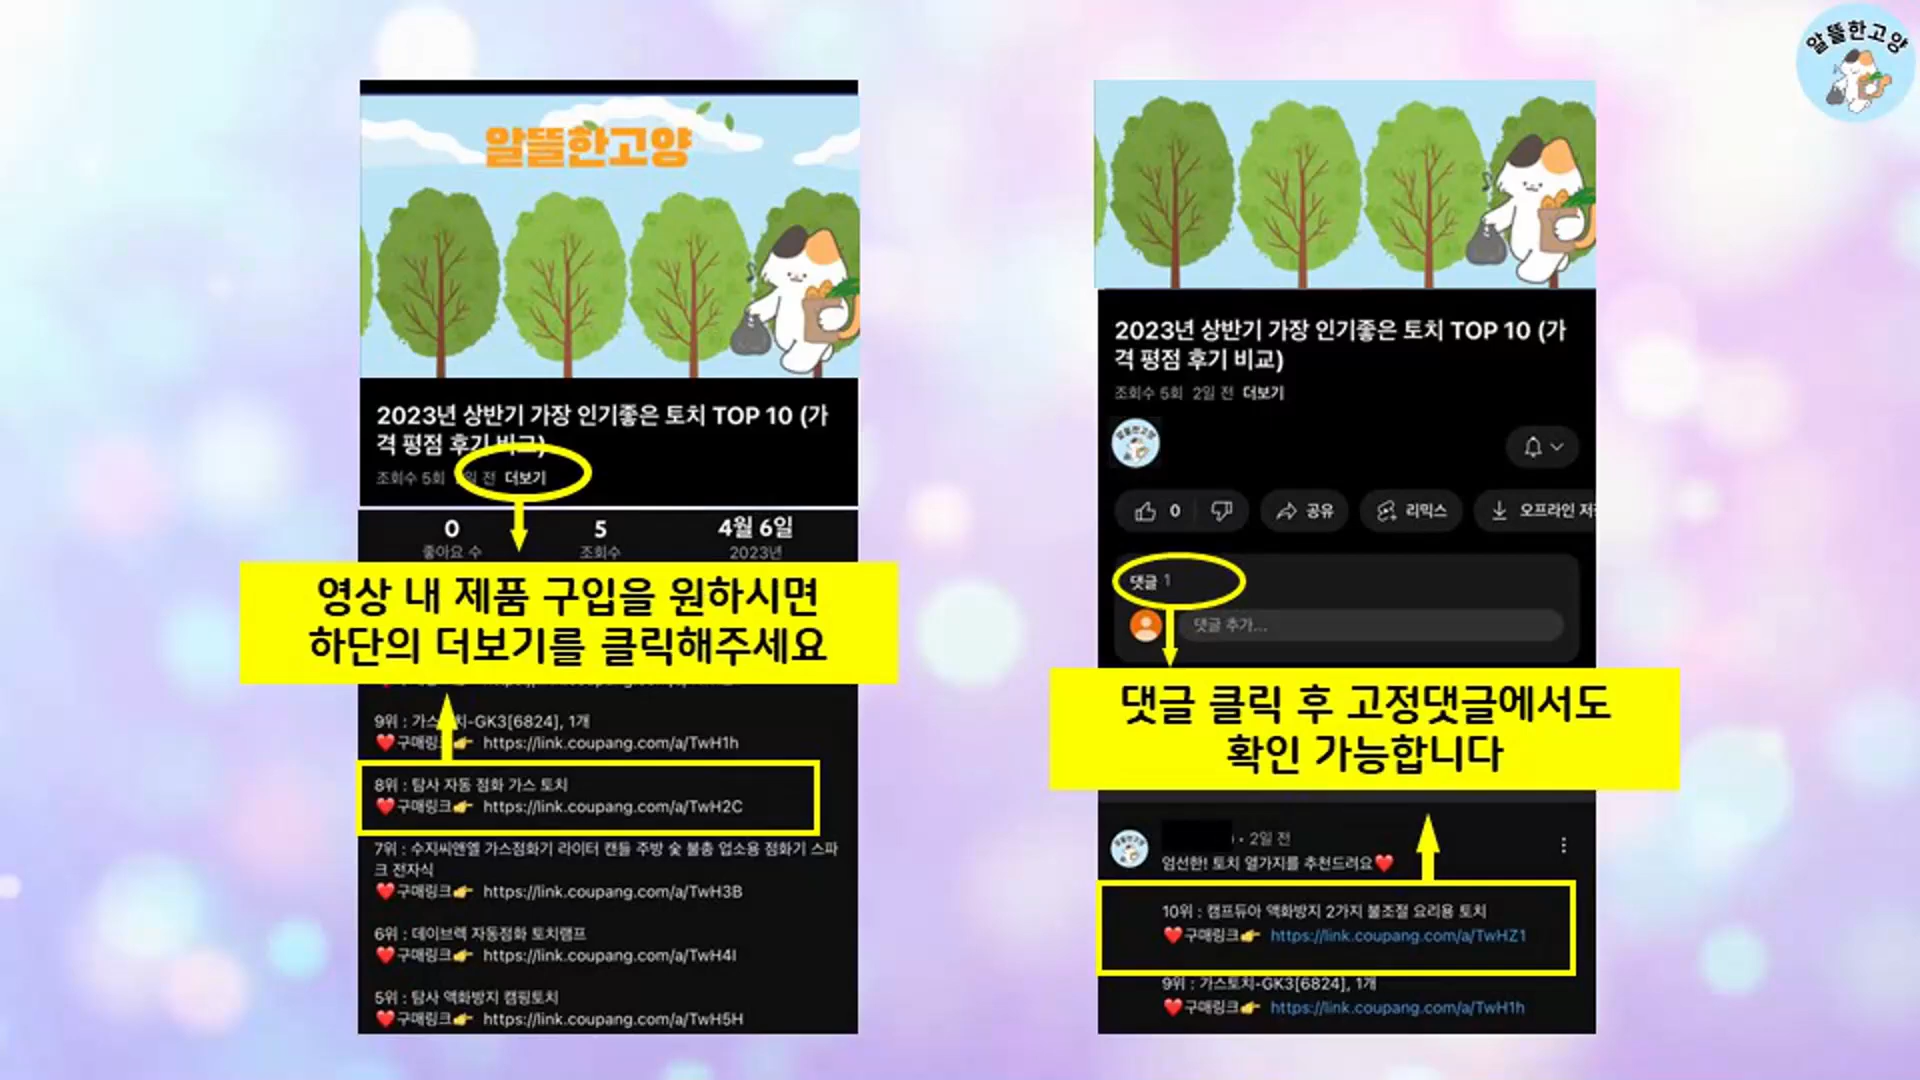 알뜰한고양
알뜰한고양
2023년 상반기 가장 인기좋은 토치 TOP 10 (가
격 평점 후기 비교)
조회수 5회 2일 전 더보기
0
5
4월 6일
좋아요 수
조회수
2023년
영상 내 제품 구입을 원하시면
하단의 더보기를 클릭해주세요
9위 : 가스토치-GK3[6824], 1개
❤️구매링크👉 https://link.coupang.com/a/TwH1h
8위 : 탐사 자동 점화 가스 토치
❤️구매링크👉 https://link.coupang.com/a/TwH2C
7위 : 수지씨앤엘 가스점화기 라이터 캔들 주방 숯 불총 업소용 점화기 스파
크 전자식
❤️구매링크👉 https://link.coupang.com/a/TwH3B
6위 : 데이브렉 자동점화 토치램프
❤️구매링크👉 https://link.coupang.com/a/TwH4I
5위 : 탐사 액화방지 캠핑토치
❤️구매링크👉 https://link.coupang.com/a/TwH5H
2023년 상반기 가장 인기좋은 토치 TOP 10 (가
격 평점 후기 비교)
조회수 5회 2일 전 더보기
알뜰한고양
0
공유
리믹스
오프라인 저
댓글 1
댓글 추가...
댓글 클릭 후 고정댓글에서도
확인 가능합니다
알뜰한고양
• 2일 전
엄선한! 토치 열가지를 추천드려요❤️
10위 : 캠프듀아 액화방지 2가지 불조절 요리용 토치
❤️구매링크👉 https://link.coupang.com/a/TwHZ1
9위 : 가스토치-GK3[6824], 1개
❤️구매링크👉 https://link.coupang.com/a/TwH1h